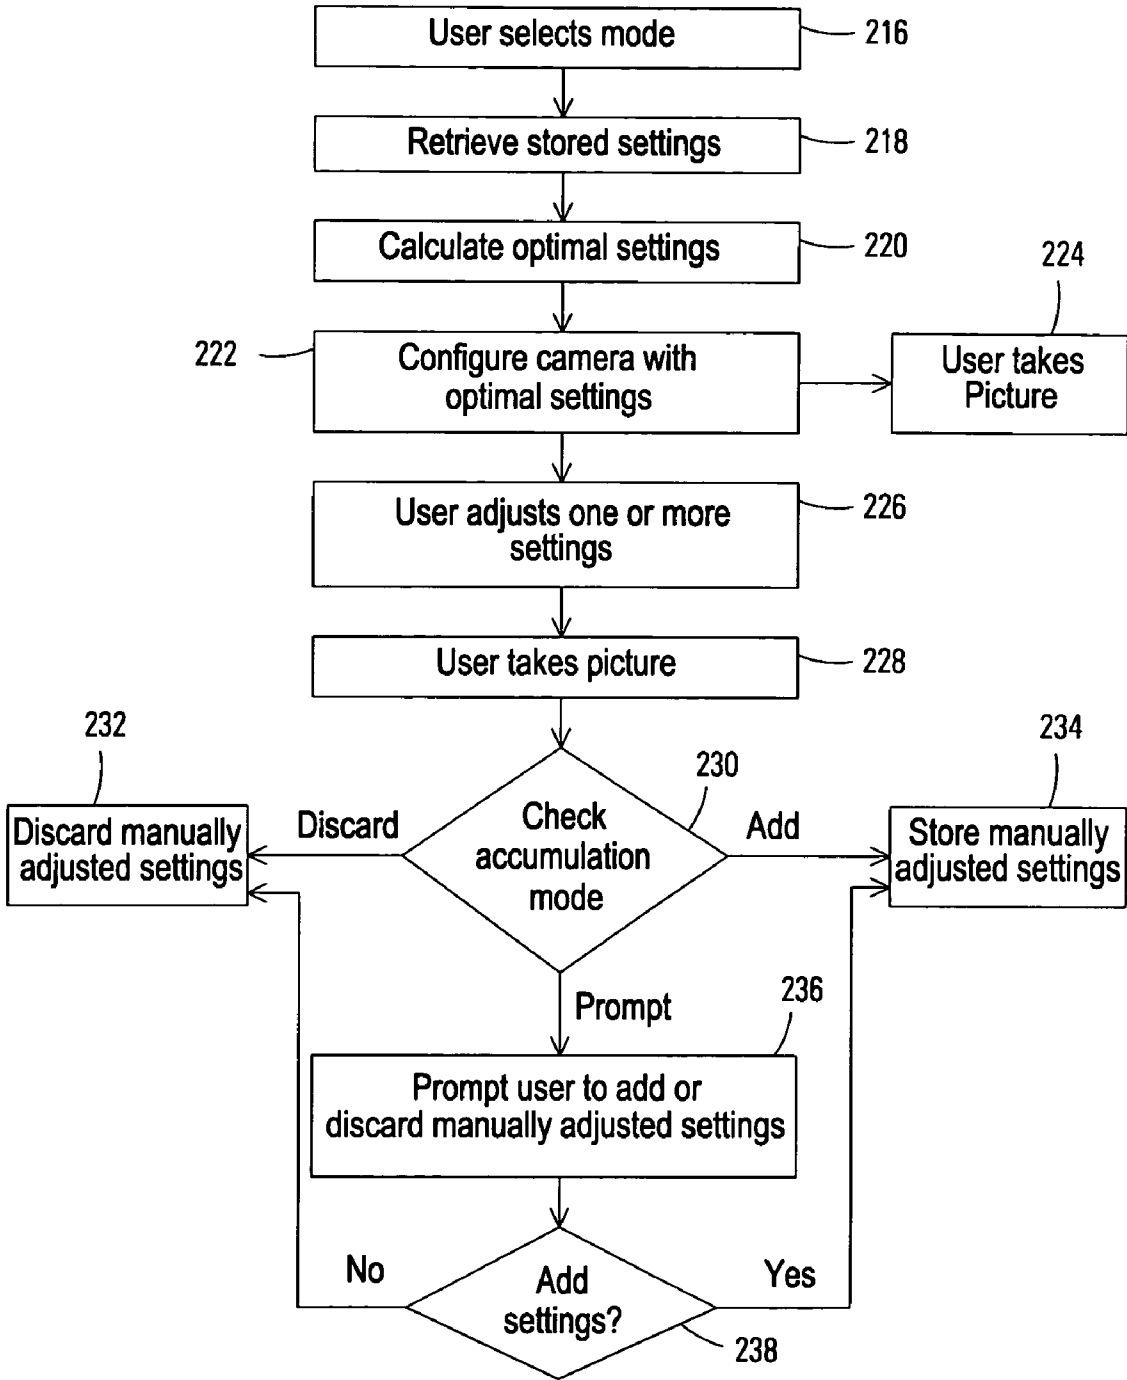 User selects mode
216
Retrieve stored settings
218
Calculate optimal settings
220
224
222
Configure camera with
optimal settings
User takes
Picture
User adjusts one or more
settings
226
User takes picture
228
232
234
230
Discard manually
adjusted settings
Discard
Check
accumulation
mode
Add
Store manually
adjusted settings
Prompt
236
Prompt user to add or
discard manually adjusted settings
No
Add
settings?
Yes
238